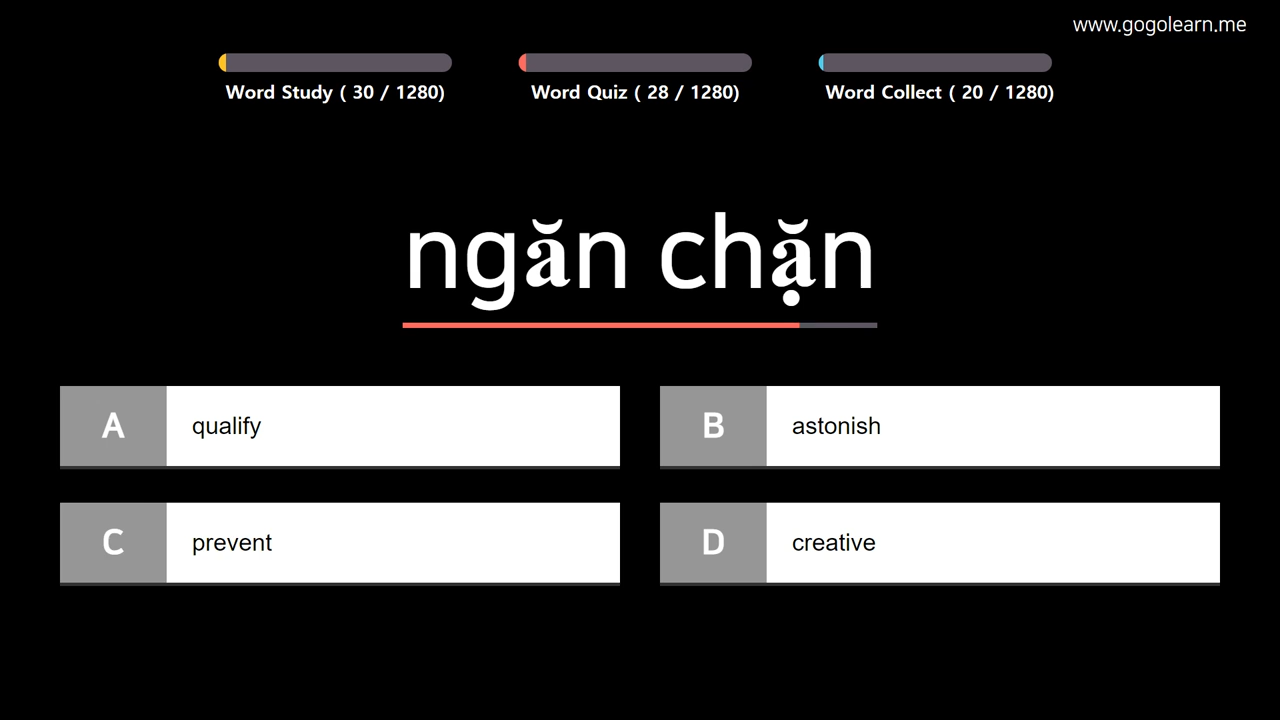 www.gogolearn.me
Word Study ( 30 / 1280)
Word Quiz ( 28 / 1280)
Word Collect ( 20 / 1280)
ngăn chặn
A qualify
B astonish
C prevent
D creative